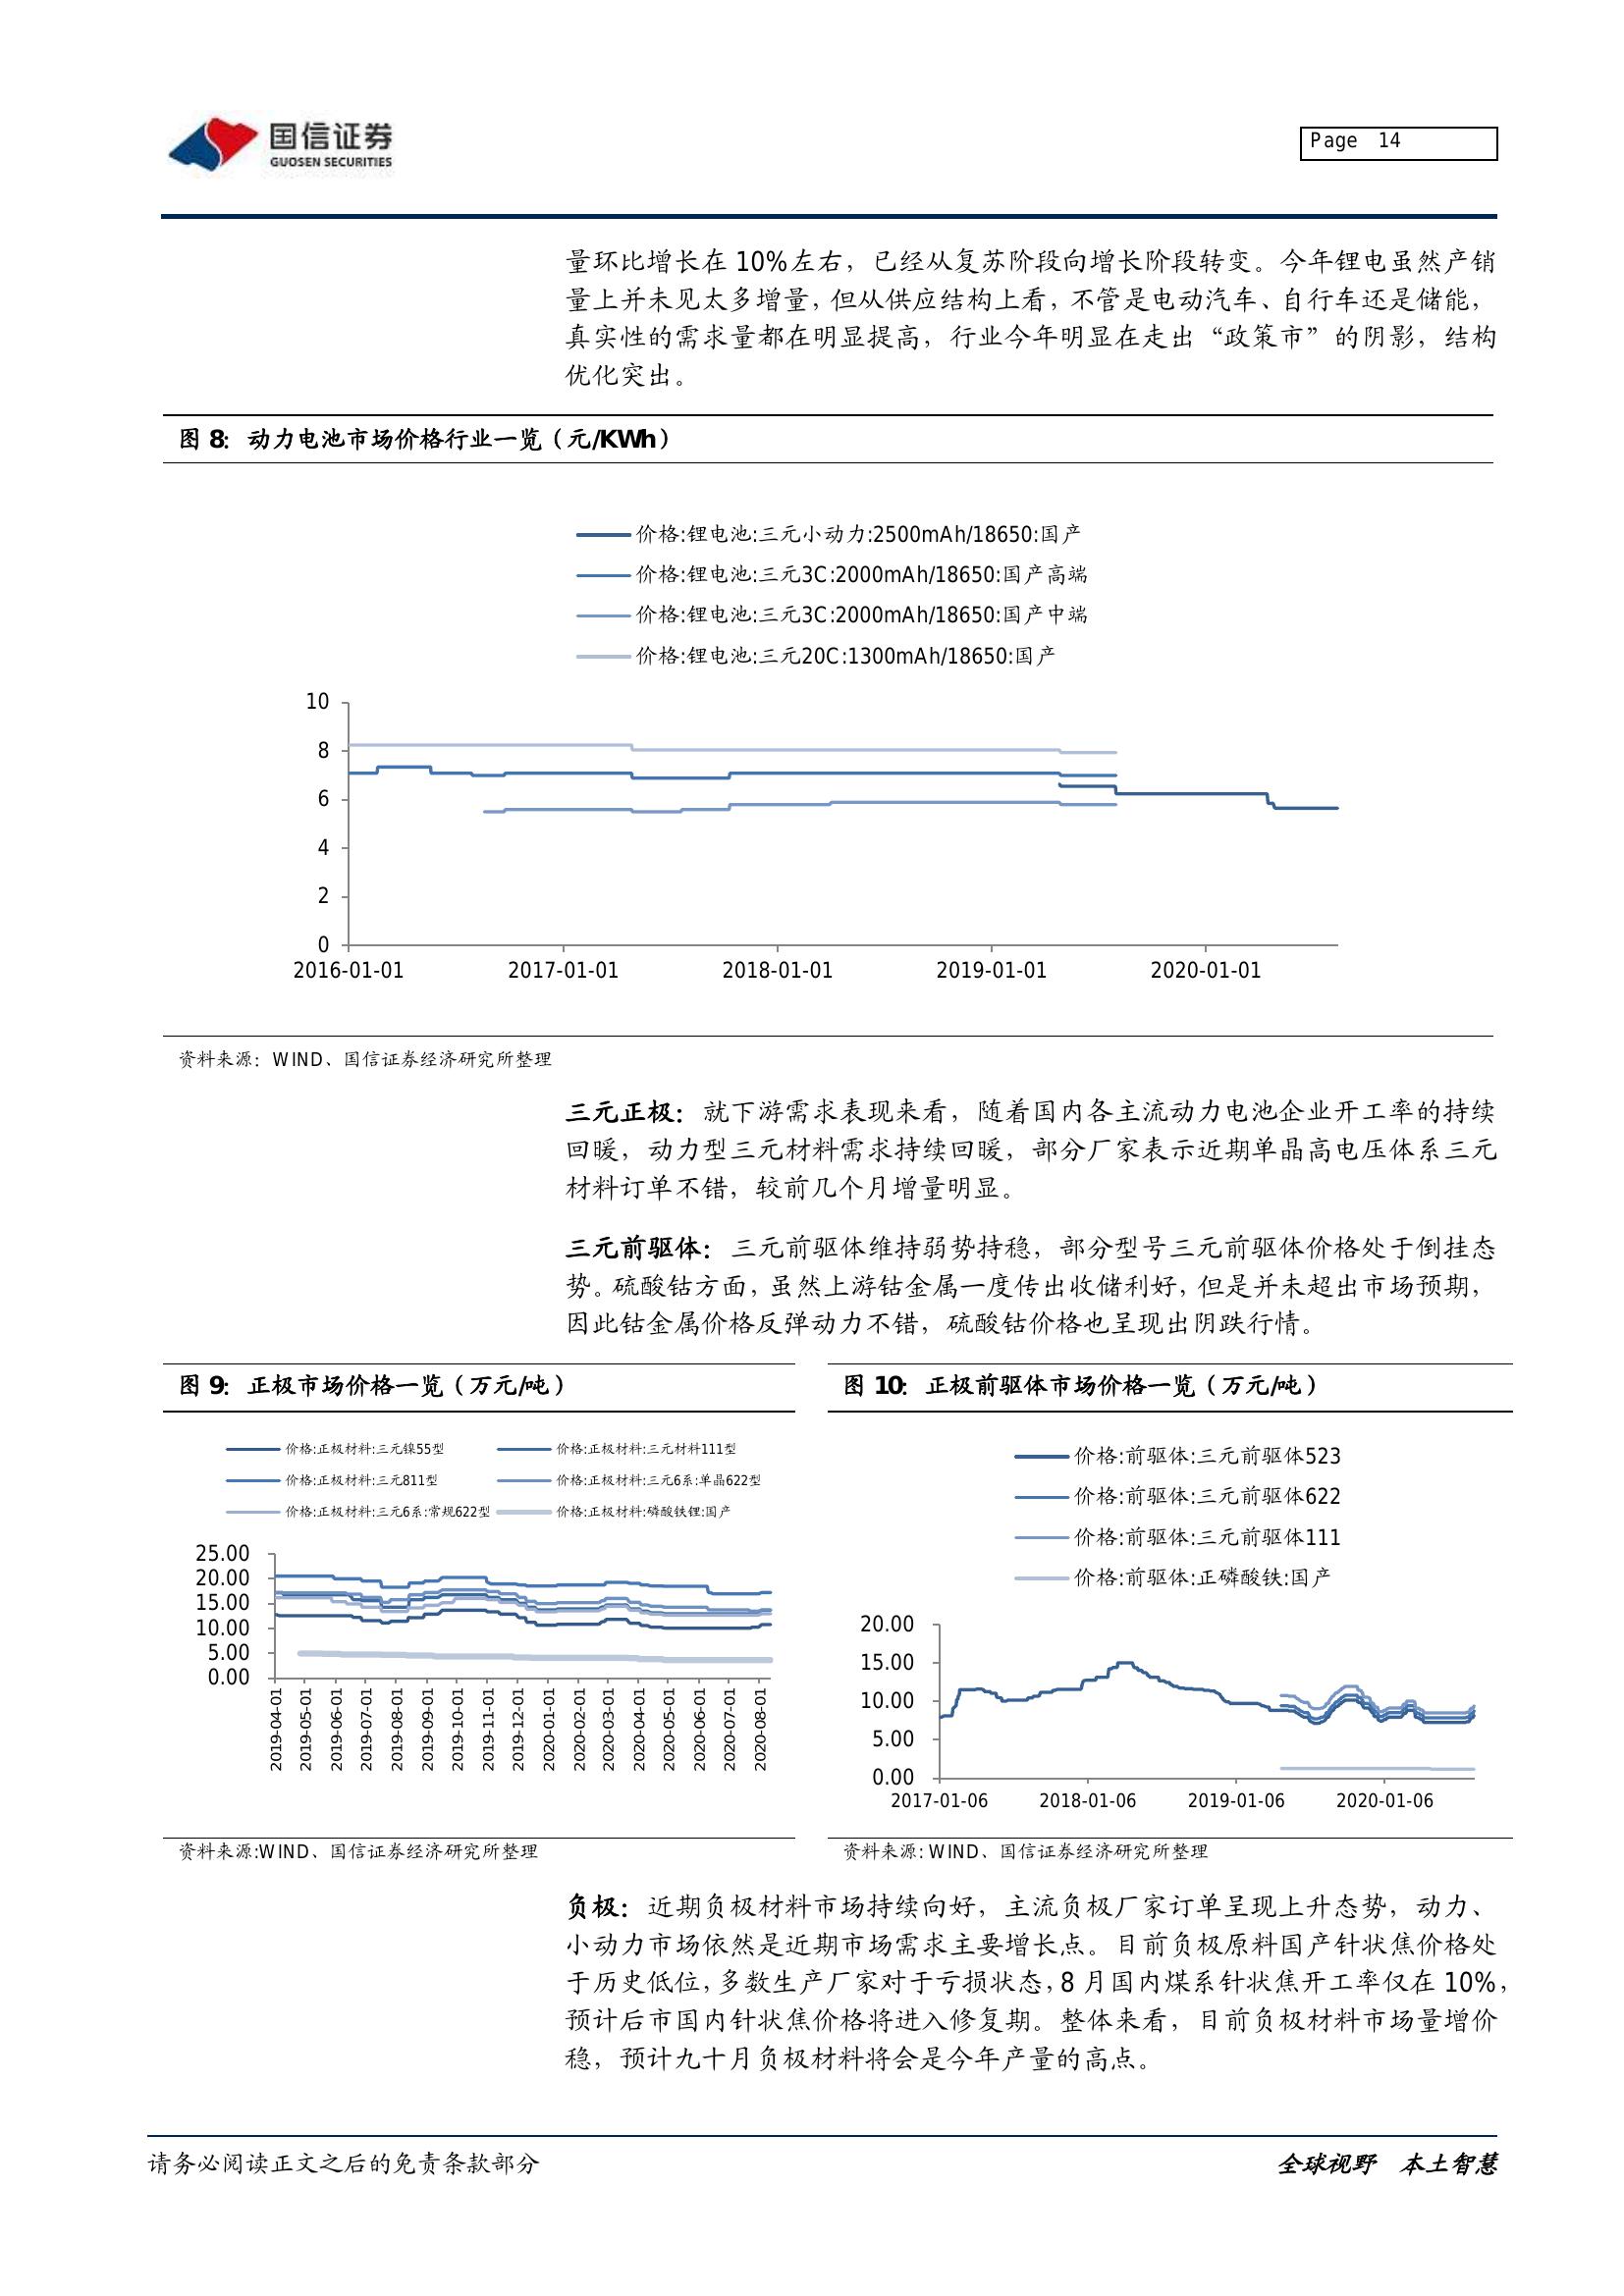 国信证券
GUOSEN SECURITIES
Page 14
量环比增长在 10%左右，已经从复苏阶段向增长阶段转变。今年锂电虽然产销
量上并未见太多增量，但从供应结构上看，不管是电动汽车、自行车还是储能，
真实性的需求量都在明显提高，行业今年明显在走出“政策市”的阴影，结构
优化突出。
图 8：动力电池市场价格行业一览（元/KWh）
价格:锂电池:三元小动力:2500mAh/18650:国产
价格:锂电池:三元3C:2000mAh/18650:国产高端
价格:锂电池:三元3C:2000mAh/18650:国产中端
价格:锂电池:三元20C:1300mAh/18650:国产
10
8
6
4
2
0
2016-01-01 2017-01-01 2018-01-01 2019-01-01 2020-01-01
资料来源：WIND、国信证券经济研究所整理
三元正极：就下游需求表现来看，随着国内各主流动力电池企业开工率的持续
回暖，动力型三元材料需求持续回暖，部分厂家表示近期单晶高电压体系三元
材料订单不错，较前几个月增量明显。
三元前驱体：三元前驱体维持弱势持稳，部分型号三元前驱体价格处于倒挂态
势。硫酸钴方面，虽然上游钴金属一度传出收储利好，但是并未超出市场预期，
因此钴金属价格反弹动力不错，硫酸钴价格也呈现出阴跌行情。
图 9：正极市场价格一览（万元/吨）
价格:正极材料:三元镍55型 价格:正极材料:三元材料111型
价格:正极材料:三元811型 价格:正极材料:三元6系:单晶622型
价格:正极材料:三元6系:常规622型 价格:正极材料:磷酸铁锂:国产
25.00
20.00
15.00
10.00
5.00
0.00
2019-04-01 2019-05-01 2019-06-01 2019-07-01 2019-08-01 2019-09-01 2019-10-01 2019-11-01 2019-12-01 2020-01-01 2020-02-01 2020-03-01 2020-04-01 2020-05-01 2020-06-01 2020-07-01 2020-08-01
资料来源:WIND、国信证券经济研究所整理
图 10：正极前驱体市场价格一览（万元/吨）
价格:前驱体:三元前驱体523
价格:前驱体:三元前驱体622
价格:前驱体:三元前驱体111
价格:前驱体:正磷酸铁:国产
20.00
15.00
10.00
5.00
0.00
2017-01-06 2018-01-06 2019-01-06 2020-01-06
资料来源: WIND、国信证券经济研究所整理
负极：近期负极材料市场持续向好，主流负极厂家订单呈现上升态势，动力、
小动力市场依然是近期市场需求主要增长点。目前负极原料国产针状焦价格处
于历史低位，多数生产厂家对于亏损状态，8 月国内煤系针状焦开工率仅在 10%，
预计后市国内针状焦价格将进入修复期。整体来看，目前负极材料市场量增价
稳，预计九十月负极材料将会是今年产量的高点。
请务必阅读正文之后的免责条款部分
全球视野 本土智慧